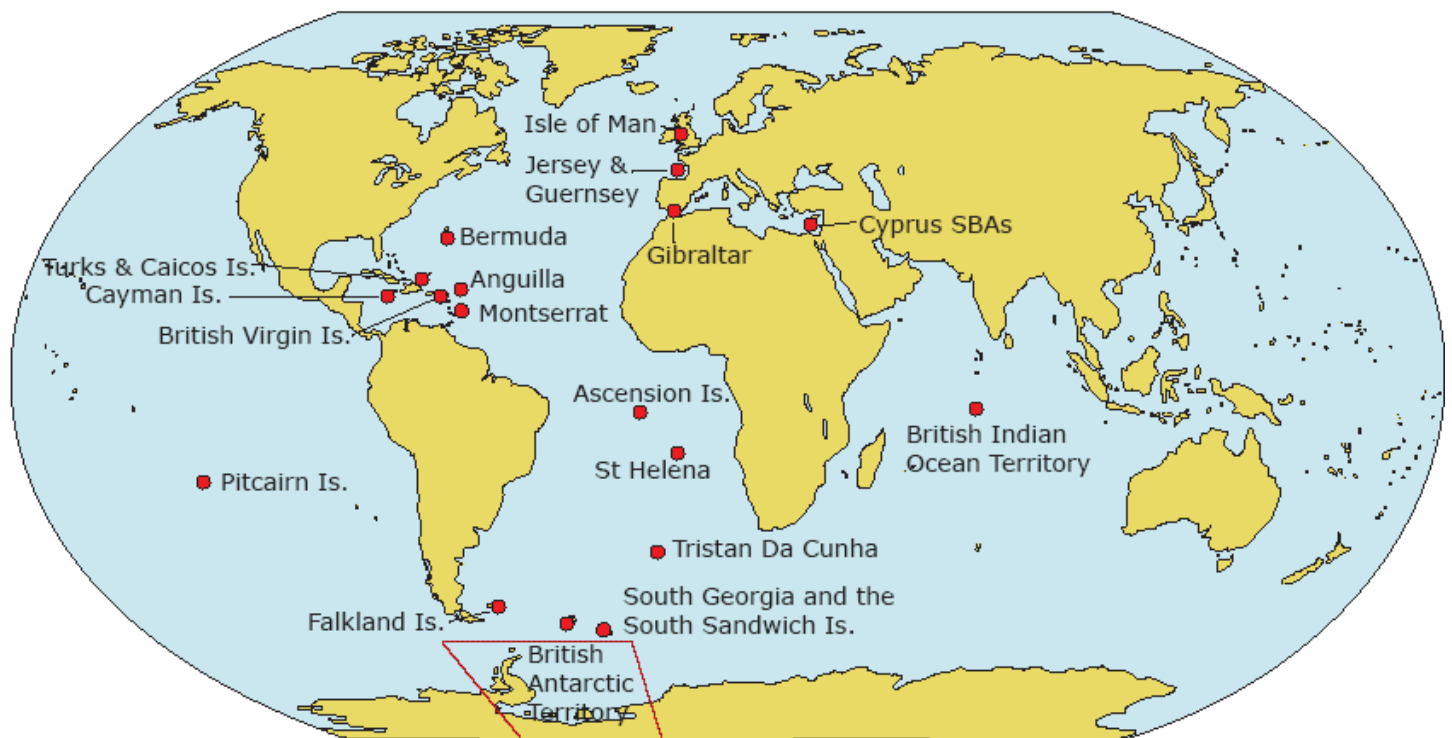 Isle of Man
Jersey &
Guernsey
Cyprus SBAs
Gibraltar
Bermuda
Turks & Caicos Is.
Anguilla
Cayman Is.
Montserrat
British Virgin Is.
Ascension Is.
British Indian
Ocean Territory
St Helena
Pitcairn Is.
Tristan Da Cunha
South Georgia and the
South Sandwich Is.
Falkland Is.
British
Antarctic
Territory